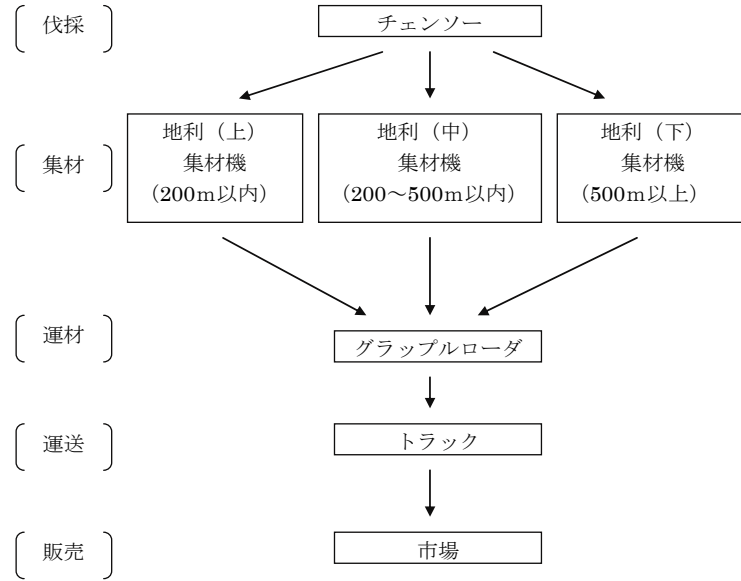 伐採
チェンソー
地利（上）
集材機
（200ｍ以内）
地利（中）
集材機
（200～500ｍ以内）
地利（下）
集材機
（500ｍ以上）
集材
運材
グラップルローダ
運送
トラック
販売
市場